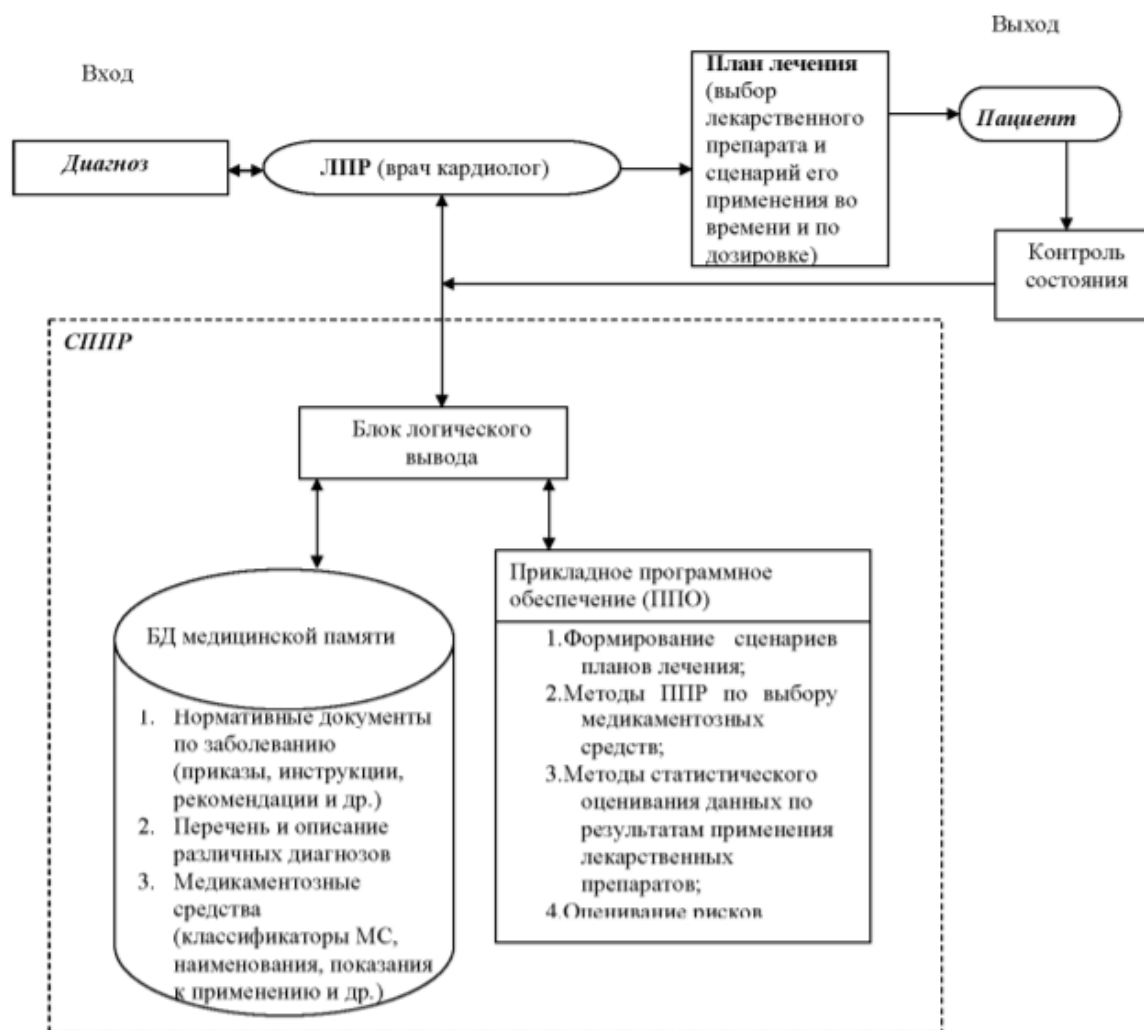 Выход
Вход
План лечения
(выбор
лекарственного
препарата и
сценарий его
применения во
времени и по
дозировке)
Пациент
Диагноз
ЛПР (врач кардиолог)
Контроль
состояния
СППР
Блок логического
вывода
БД медицинской памяти
1. Нормативные документы
по заболеванию
(приказы, инструкции,
рекомендации и др.)
2. Перечень и описание
различных диагнозов
3. Медикаментозные
средства
(классификаторы МС,
наименования, показания
к применению и др.)
Прикладное программное
обеспечение (ППО)
1.Формирование сценариев
планов лечения;
2.Методы ППР по выбору
медикаментозных
средств;
3.Методы статистического
оценивания данных по
результатам применения
лекарственных
препаратов;
4.Оценивание рисков